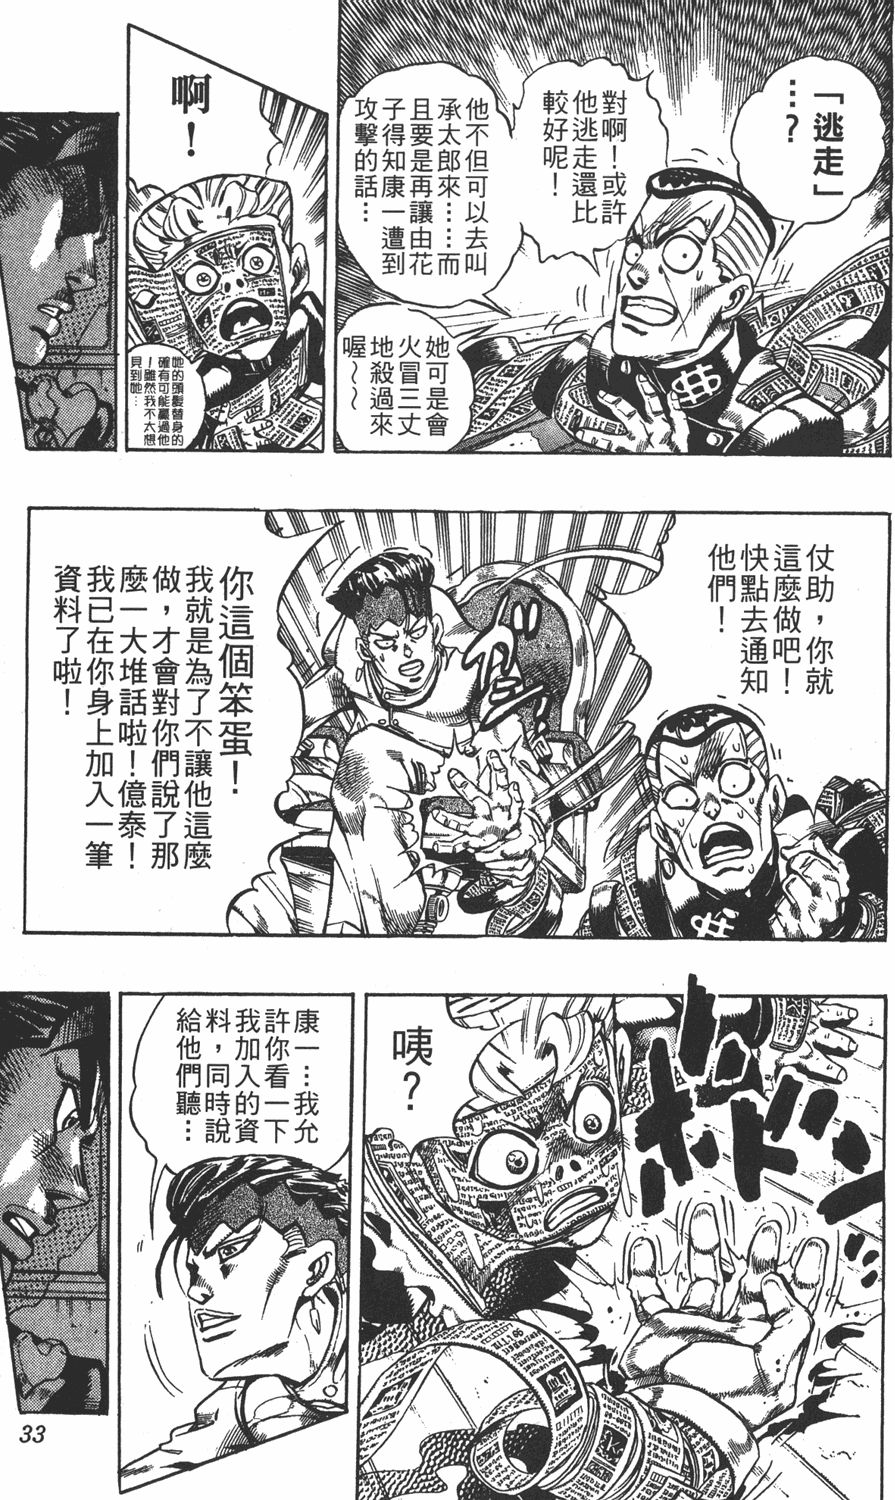 「逃走」
…？
對啊！或許
他逃走還比
較好呢！
他不但可以去叫
承太郎來……而
且要是再讓由花
子得知康一遭到
攻擊的話…
她可是會
火冒三丈
地殺過來
喔～～
啊！
她的頭髮替身的
確有可能贏過他
！雖然我不大想
見到她…
仗助，你就
這麼做吧！
快點去通知
他們！
你這個笨蛋！
我就是為了不讓他這麼
做，才會對你們說了那
麼一大堆話啦！億泰！
我已在你身上加入一筆
資料了啦！
咦？
康一…我允
許你看一下
我加入的資
料，同時說
給他們聽…
33